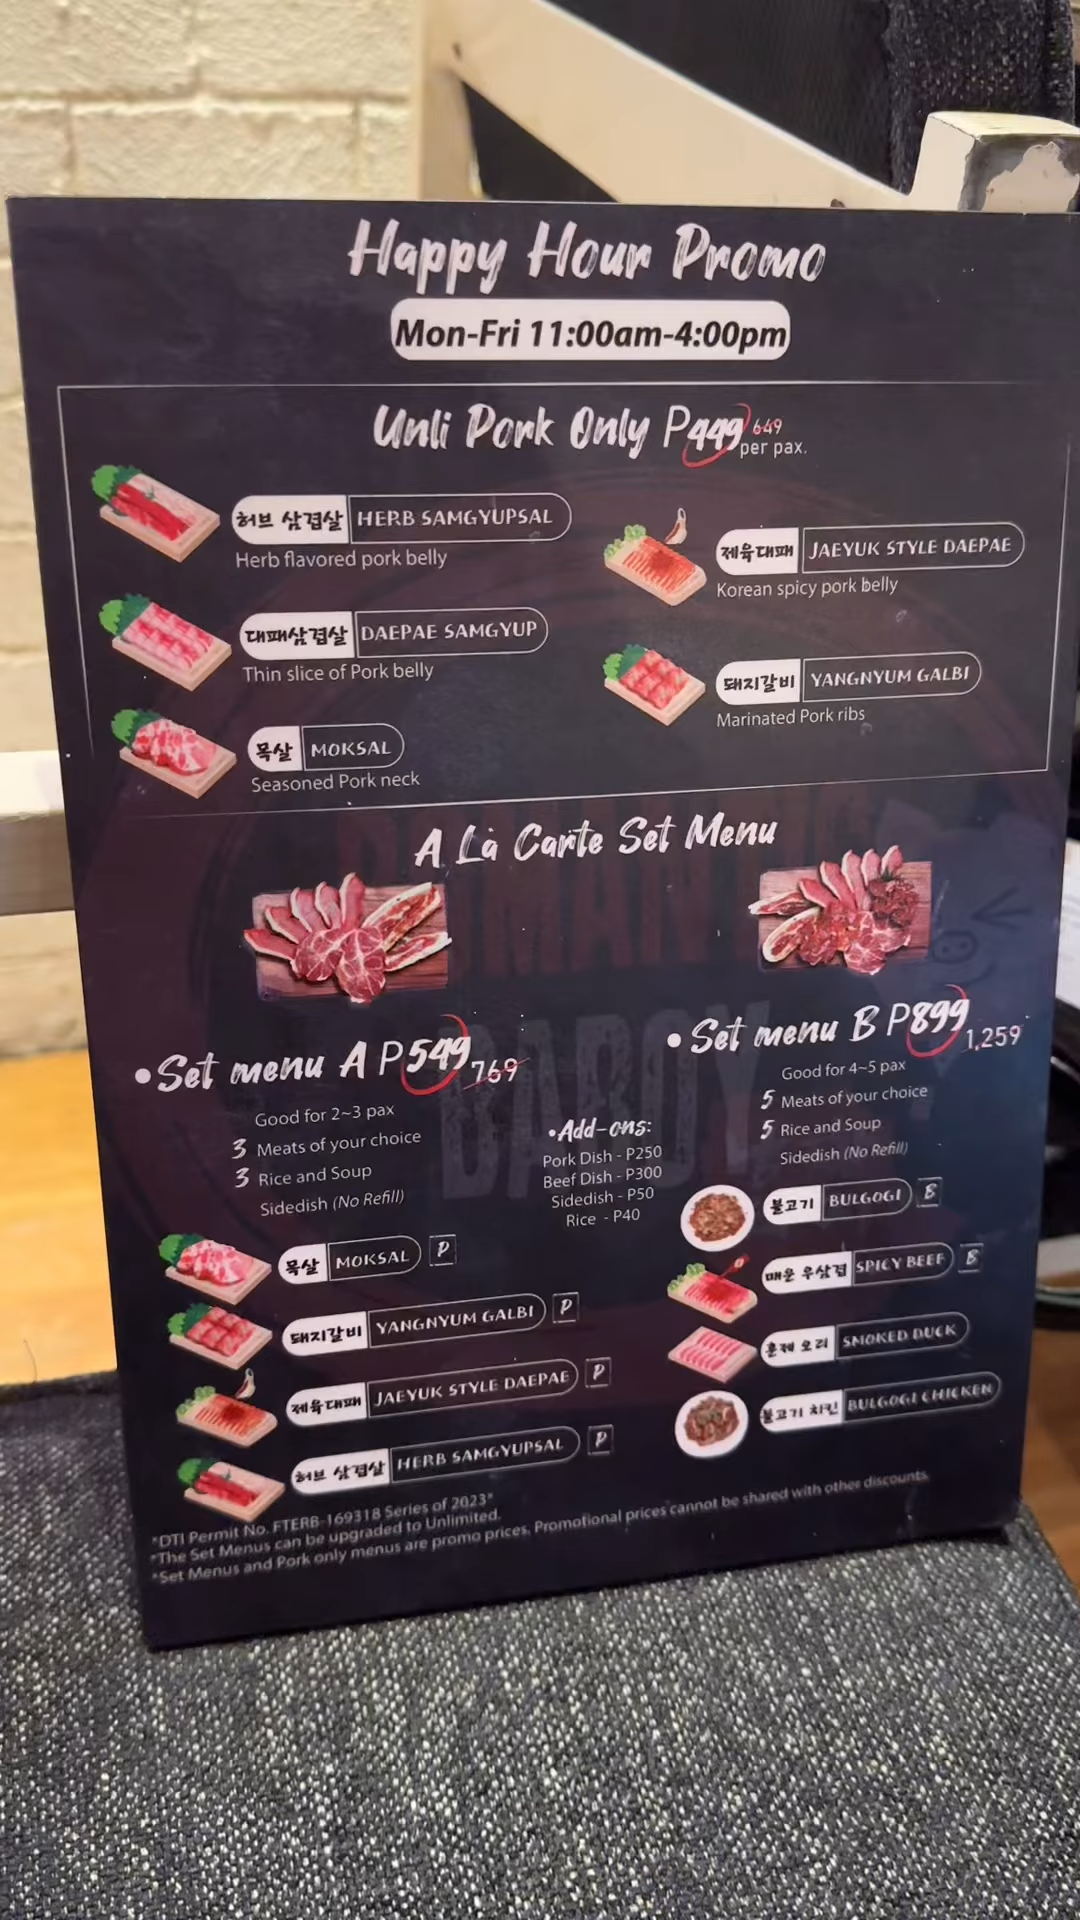 Happy Hour Promo
Mon-Fri 11:00am-4:00pm
Unli Pork Only P449 649
per pax.
허브 삼겹살 HERB SAMGYUPSAL
Herb flavored pork belly
대패삼겹살 DAEPAE SAMGYUP
Thin slice of Pork belly
목살 MOKSAL
Seasoned Pork neck
제육대패 JAEYUK STYLE DAEPAE
Korean spicy pork belly
돼지갈비 YANGNYUM GALBI
Marinated Pork ribs
A Là Carte Set Menu
•Set menu A P549 769
Good for 2~3 pax
3 Meats of your choice
3 Rice and Soup
Sidedish (No Refill)
• Set menu B P899 1,259
Good for 4~5 pax
5 Meats of your choice
5 Rice and Soup
Sidedish (No Refill)
•Add-ons:
Pork Dish - P250
Beef Dish - P300
Sidedish - P50
Rice - P40
목살 MOKSAL P
돼지갈비 YANGNYUM GALBI P
제육대패 JAEYUK STYLE DAEPAE P
허브 삼겹살 HERB SAMGYUPSAL P
불고기 BULGOGI B
매운 우삼겹 SPICY BEEF B
훈제 오리 SMOKED DUCK
불고기 치킨 BULGOGI CHICKEN
*DTI Permit No. FTERB-169318 Series of 2023*
*The Set Menus can be upgraded to Unlimited.
*Set Menus and Pork only menus are promo prices. Promotional prices cannot be shared with other discounts.